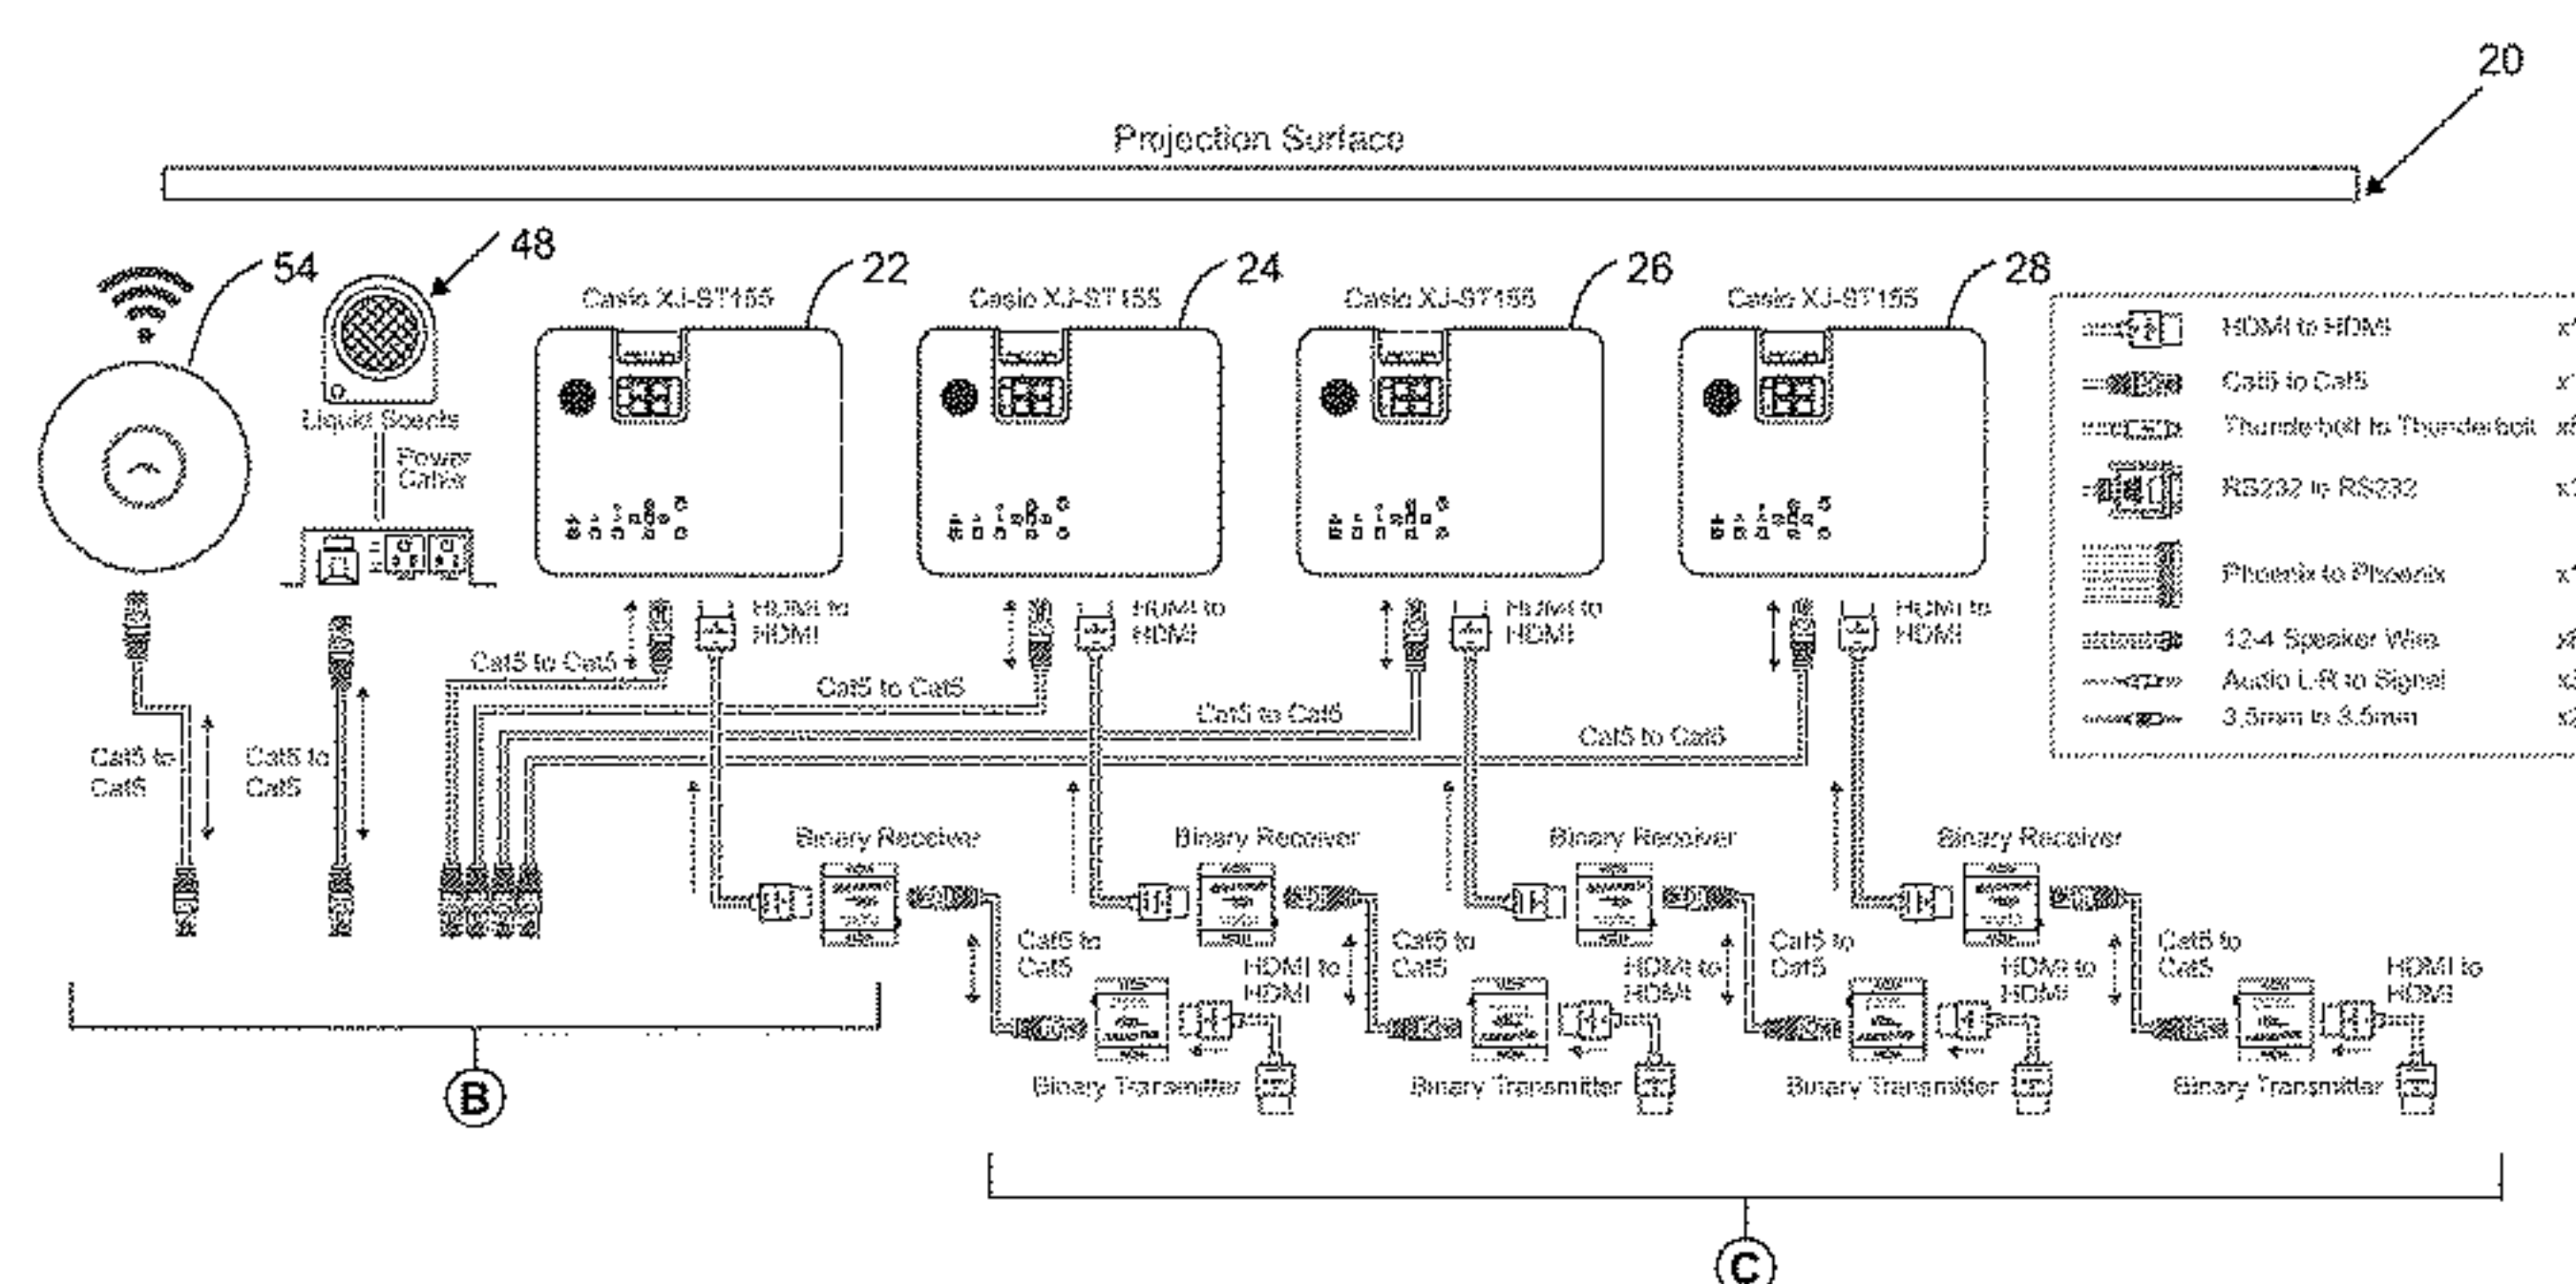 20
Projection Surface
54
48
22
24
26
28
Casio XJ-ST155
Casio XJ-ST155
Casio XJ-ST155
Casio XJ-ST155
Liquid Scents
Power
Cable
HDMI to HDMI
Cat5 to Cat5
Thunderbolt to Thunderbolt
RS232 to RS232
Phoenix to Phoenix
12-4 Speaker Wire
Audio L/R to Signal
3.5mm to 3.5mm
HDMI to
HDMI
HDMI to
HDMI
HDMI to
HDMI
HDMI to
HDMI
Cat5 to Cat5
Cat5 to Cat5
Cat5 to Cat5
Cat5 to Cat5
Cat5 to
Cat5
Cat5 to
Cat5
Binary Receiver
Binary Receiver
Binary Receiver
Binary Receiver
Cat5 to
Cat5
HDMI to
HDMI
Cat5 to
Cat5
HDMI to
HDMI
Cat5 to
Cat5
HDMI to
HDMI
Cat5 to
Cat5
HDMI to
HDMI
Binary Transmitter
Binary Transmitter
Binary Transmitter
Binary Transmitter
B
C